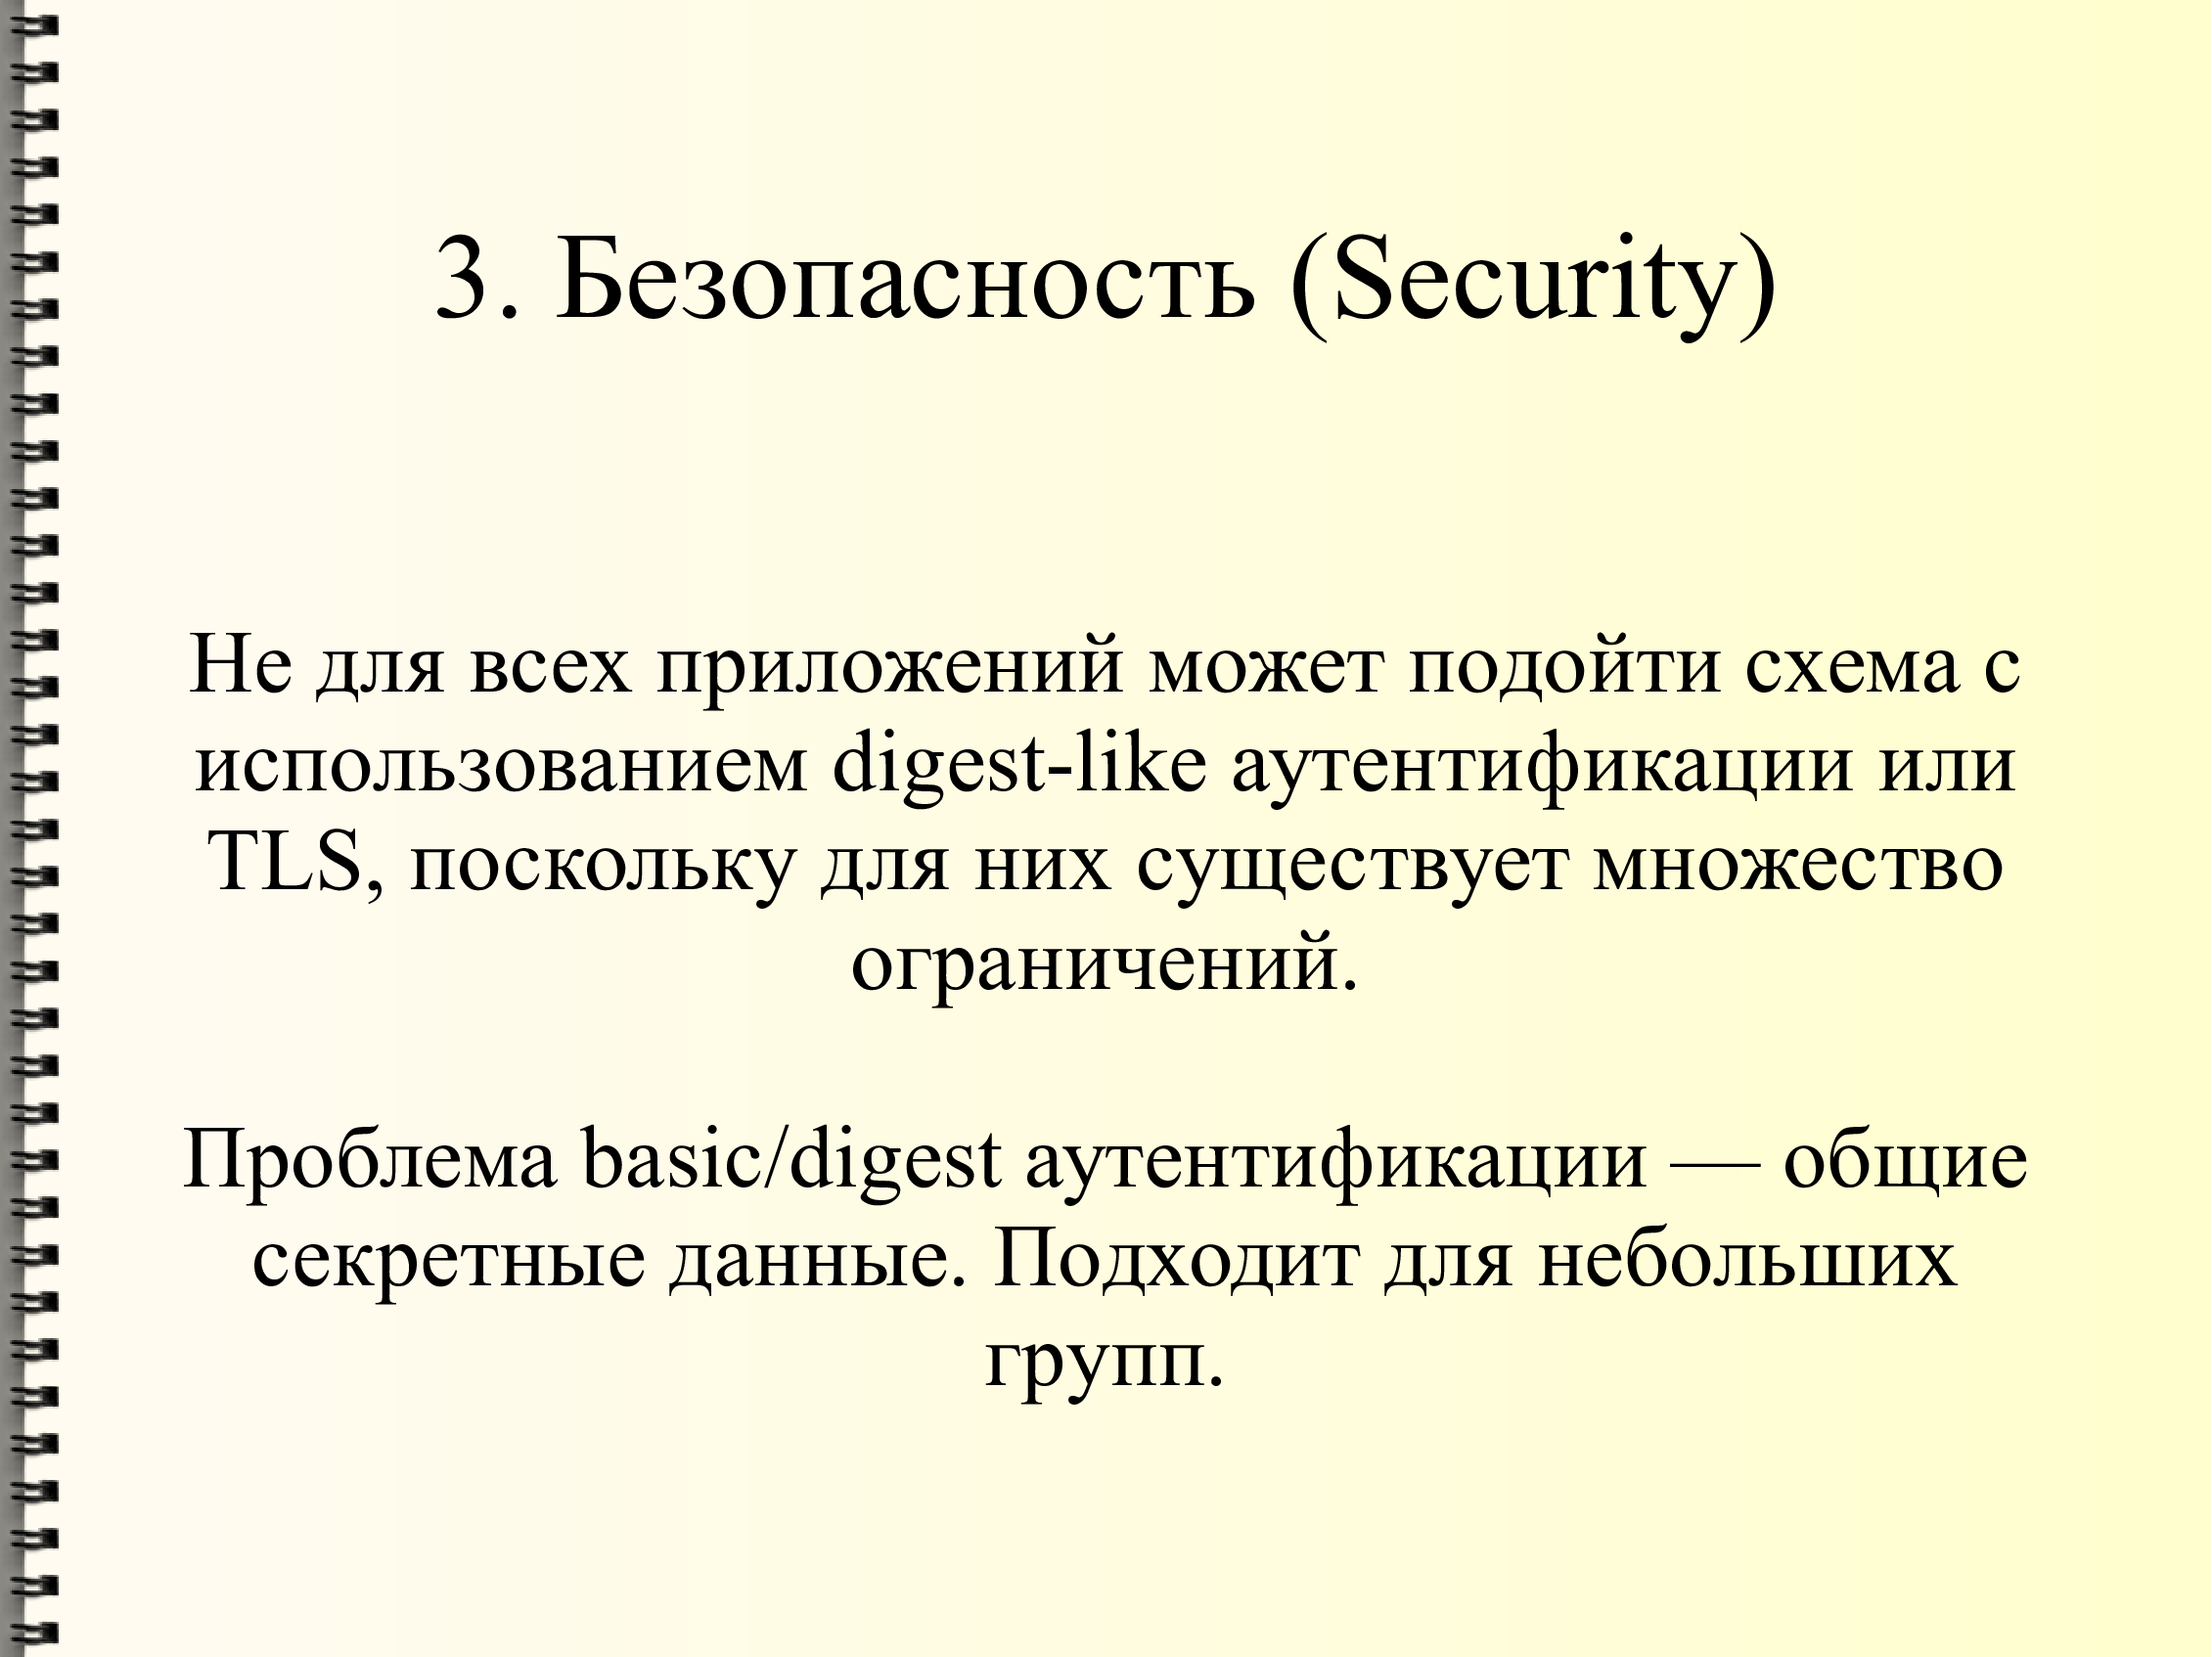 3. Безопасность (Security)
Не для всех приложений может подойти схема с
использованием digest-like аутентификации или
TLS, поскольку для них существует множество
ограничений.
Проблема basic/digest аутентификации — общие
секретные данные. Подходит для небольших
групп.